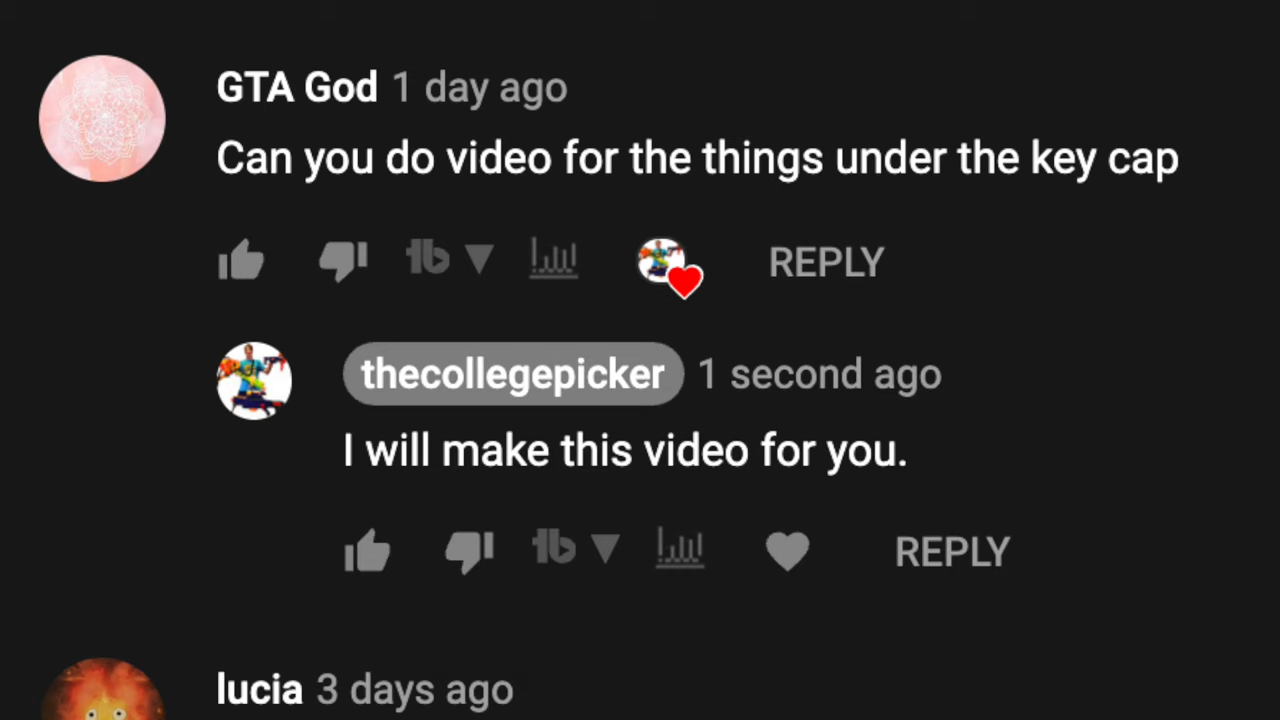 GTA God 1 day ago
Can you do video for the things under the key cap
REPLY
thecollegepicker 1 second ago
I will make this video for you.
REPLY
lucia 3 days ago